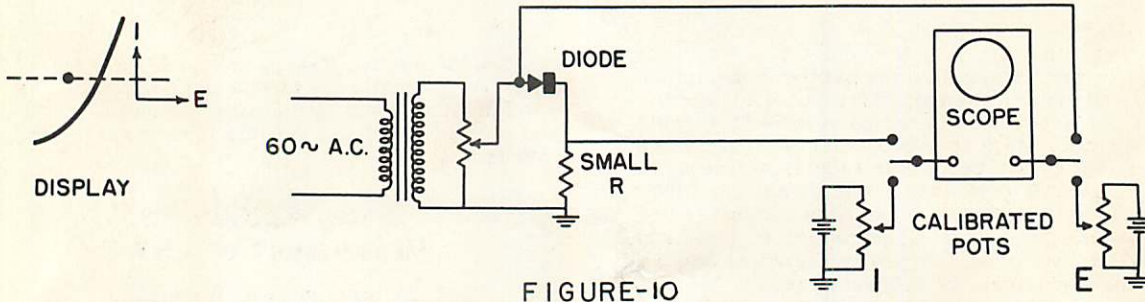 I
E
DISPLAY
60~ A.C.
DIODE
SMALL
R
SCOPE
CALIBRATED
POTS
I
E
FIGURE-10